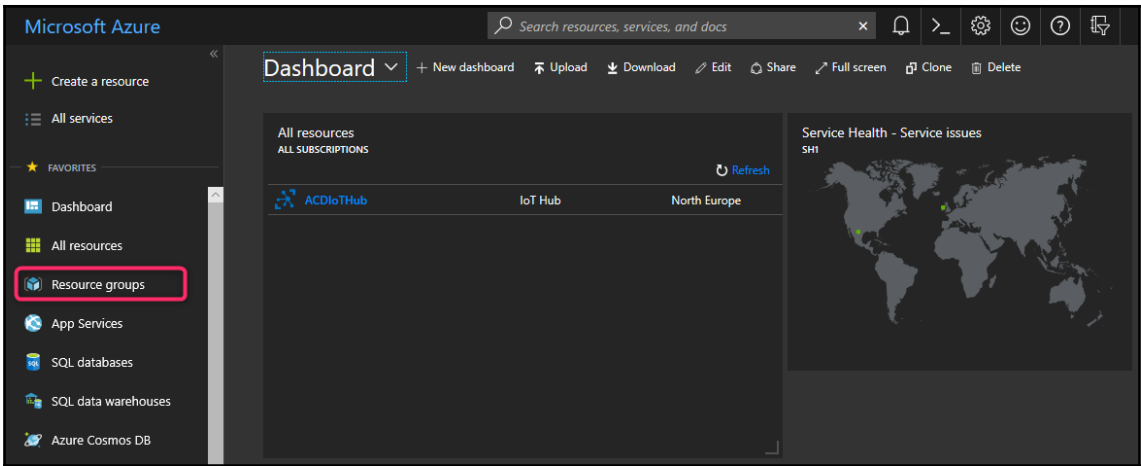 Microsoft Azure
Search resources, services, and docs
Create a resource
All services
FAVORITES
Dashboard
All resources
Resource groups
App Services
SQL databases
SQL data warehouses
Azure Cosmos DB
Dashboard
New dashboard Upload Download Edit Share Full screen Clone Delete
All resources
ALL SUBSCRIPTIONS
Refresh
ACDIoTHub IoT Hub North Europe
Service Health - Service issues
SH1